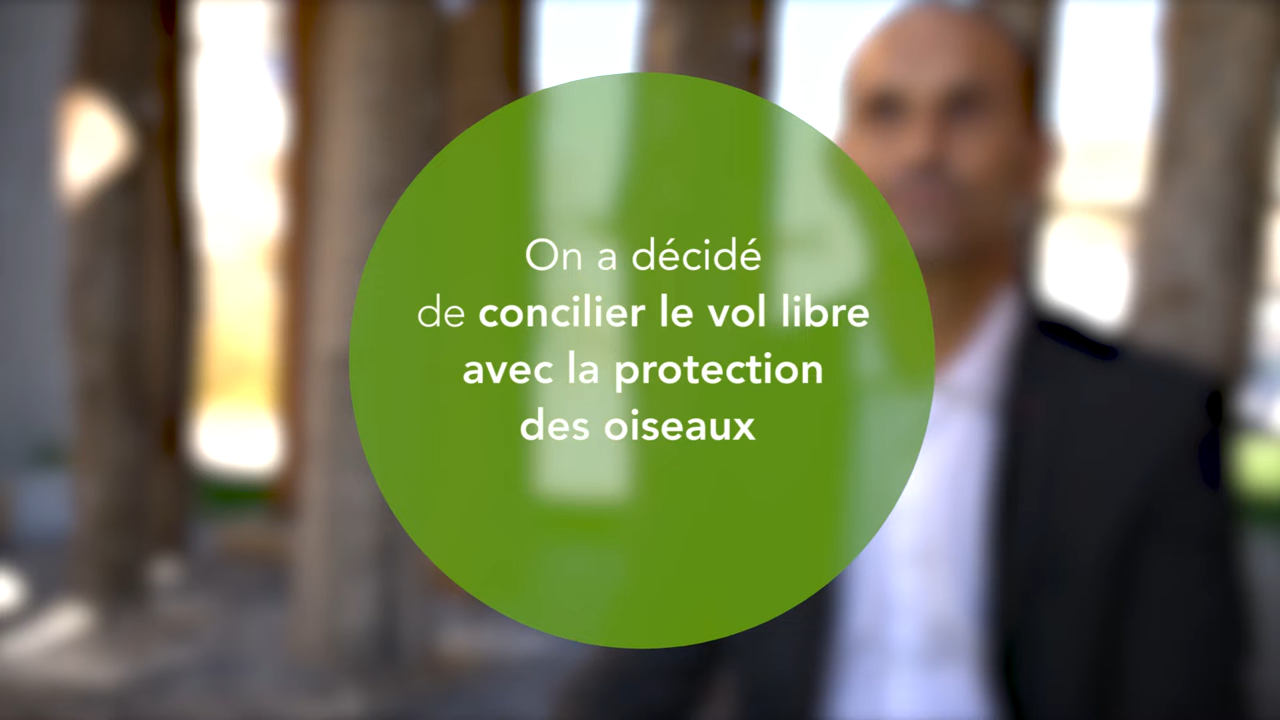 On a décidé
de concilier le vol libre
avec la protection
des oiseaux